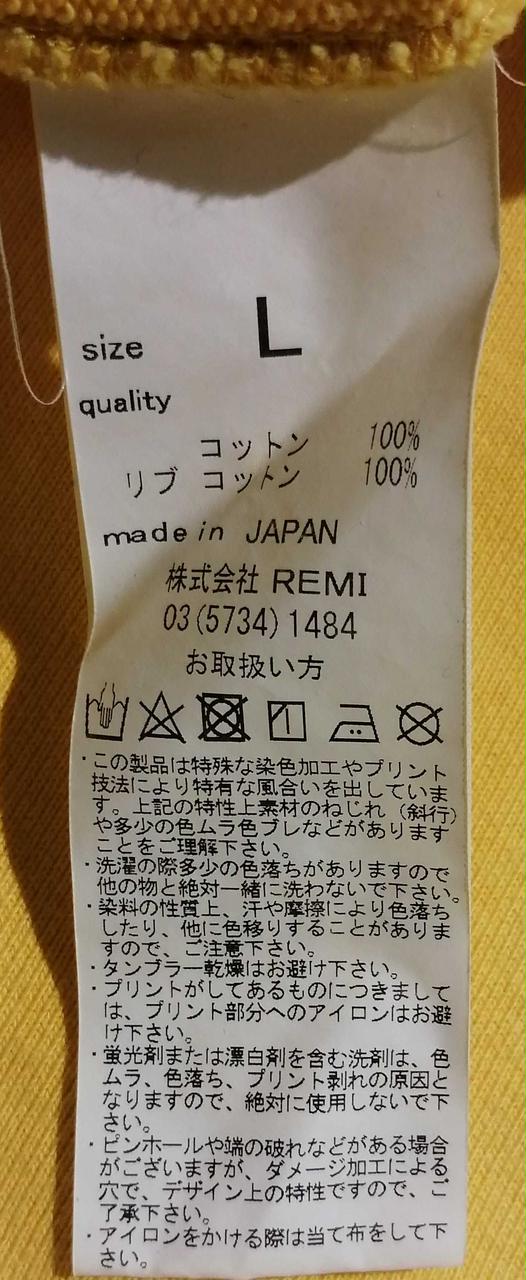 size L
quality
コットン 100%
リブ コットン 100%
made in JAPAN
株式会社 REMI
03(5734)1484
お取扱い方
・この製品は特殊な染色加工やプリント
技法により特有な風合いを出していま
す。上記の特性上素材のねじれ（斜行）
や多少の色ムラ色ブレなどがあります
ことをご理解下さい。
・洗濯の際多少の色落ちがありますので
他の物と絶対一緒に洗わないで下さい。
・染料の性質上、汗や摩擦により色落ち
したり、他に色移りすることがありま
すので、ご注意下さい。
・タンブラー乾燥はお避け下さい。
・プリントがしてあるものにつきまして
は、プリント部分へのアイロンはお避
け下さい。
・蛍光剤または漂白剤を含む洗剤は、色
ムラ、色落ち、プリント剥れの原因と
なりますので、絶対に使用しないで下
さい。
・ピンホールや端の破れなどがある場合
がございますが、ダメージ加工による
穴で、デザイン上の特性ですので、ご
了承下さい。
・アイロンをかける際は当て布をして下
さい。